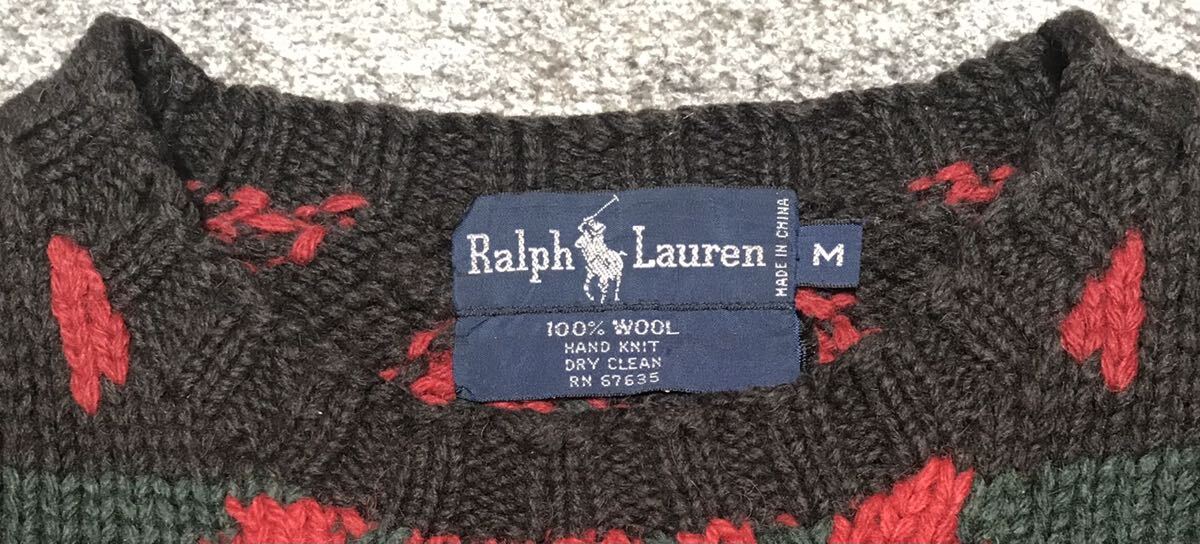 Ralph Lauren
MADE IN CHINA
M
100% WOOL
HAND KNIT
DRY CLEAN
RN 67635